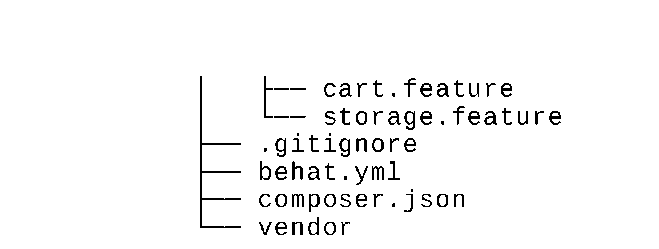 │   ├── cart.feature
│   └── storage.feature
├── .gitignore
├── behat.yml
├── composer.json
└── vendor